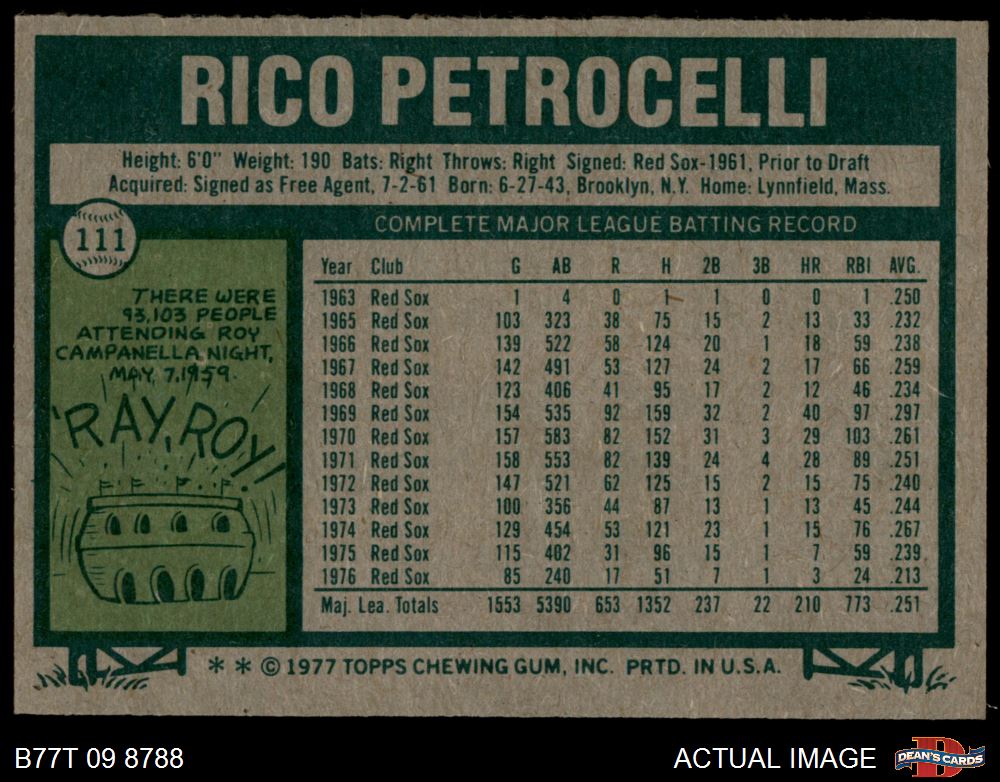 RICO PETROCELLI
Height: 6'0" Weight: 190 Bats: Right Throws: Right Signed: Red Sox-1961, Prior to Draft
Acquired: Signed as Free Agent, 7-2-61 Born: 6-27-43, Brooklyn, N.Y. Home: Lynnfield, Mass.
111
THERE WERE
93,103 PEOPLE
ATTENDING ROY
CAMPANELLA NIGHT,
MAY, 7, 1959.
'RAY, ROY!
COMPLETE MAJOR LEAGUE BATTING RECORD
Year Club G AB R H 2B 3B HR RBI AVG.
1963 Red Sox 1 4 0 1 1 0 0 1 .250
1965 Red Sox 103 323 38 75 15 2 13 33 .232
1966 Red Sox 139 522 58 124 20 1 18 59 .238
1967 Red Sox 142 491 53 127 24 2 17 66 .259
1968 Red Sox 123 406 41 95 17 2 12 46 .234
1969 Red Sox 154 535 92 159 32 2 40 97 .297
1970 Red Sox 157 583 82 152 31 3 29 103 .261
1971 Red Sox 158 553 82 139 24 4 28 89 .251
1972 Red Sox 147 521 62 125 15 2 15 75 .240
1973 Red Sox 100 356 44 87 13 1 13 45 .244
1974 Red Sox 129 454 53 121 23 1 15 76 .267
1975 Red Sox 115 402 31 96 15 1 7 59 .239
1976 Red Sox 85 240 17 51 7 1 3 24 .213
Maj. Lea. Totals 1553 5390 653 1352 237 22 210 773 .251
* * © 1977 TOPPS CHEWING GUM, INC. PRTD. IN U.S.A.
B77T 09 8788
ACTUAL IMAGE
D
DEAN'S CARDS